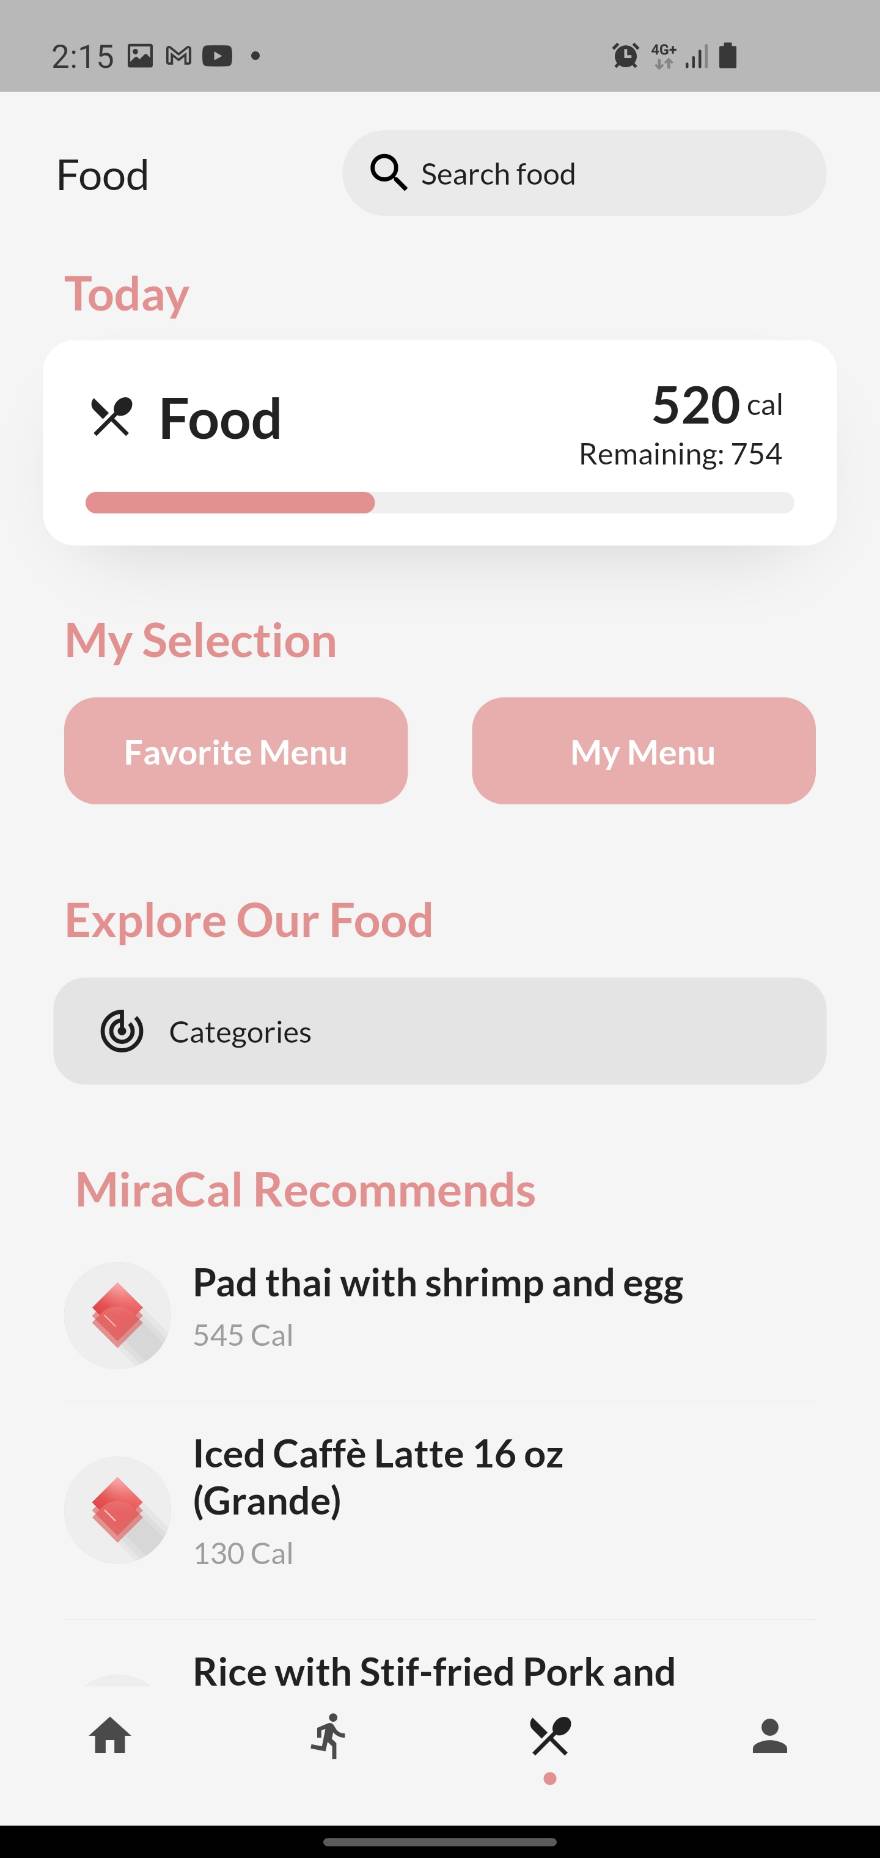 2:15
4G+
Food
Search food
Today
Food
520 cal
Remaining: 754
My Selection
Favorite Menu
My Menu
Explore Our Food
Categories
MiraCal Recommends
Pad thai with shrimp and egg
545 Cal
Iced Caffè Latte 16 oz
(Grande)
130 Cal
Rice with Stif-fried Pork and